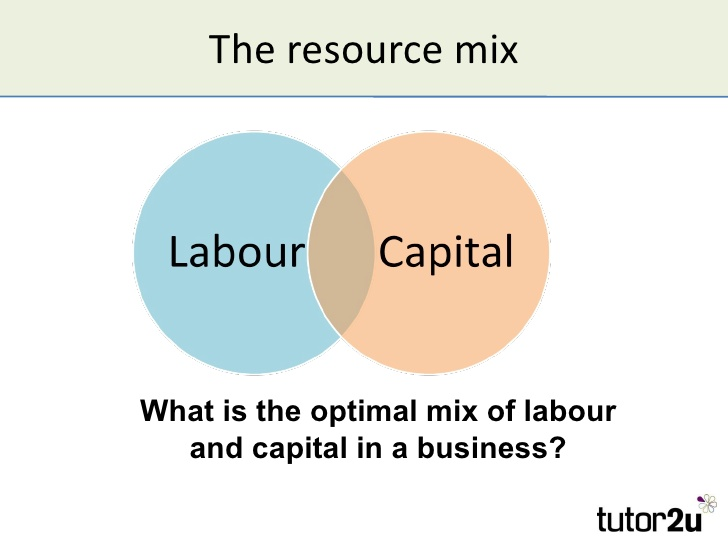 The resource mix
Labour
Capital
What is the optimal mix of labour
and capital in a business?
tutor2u